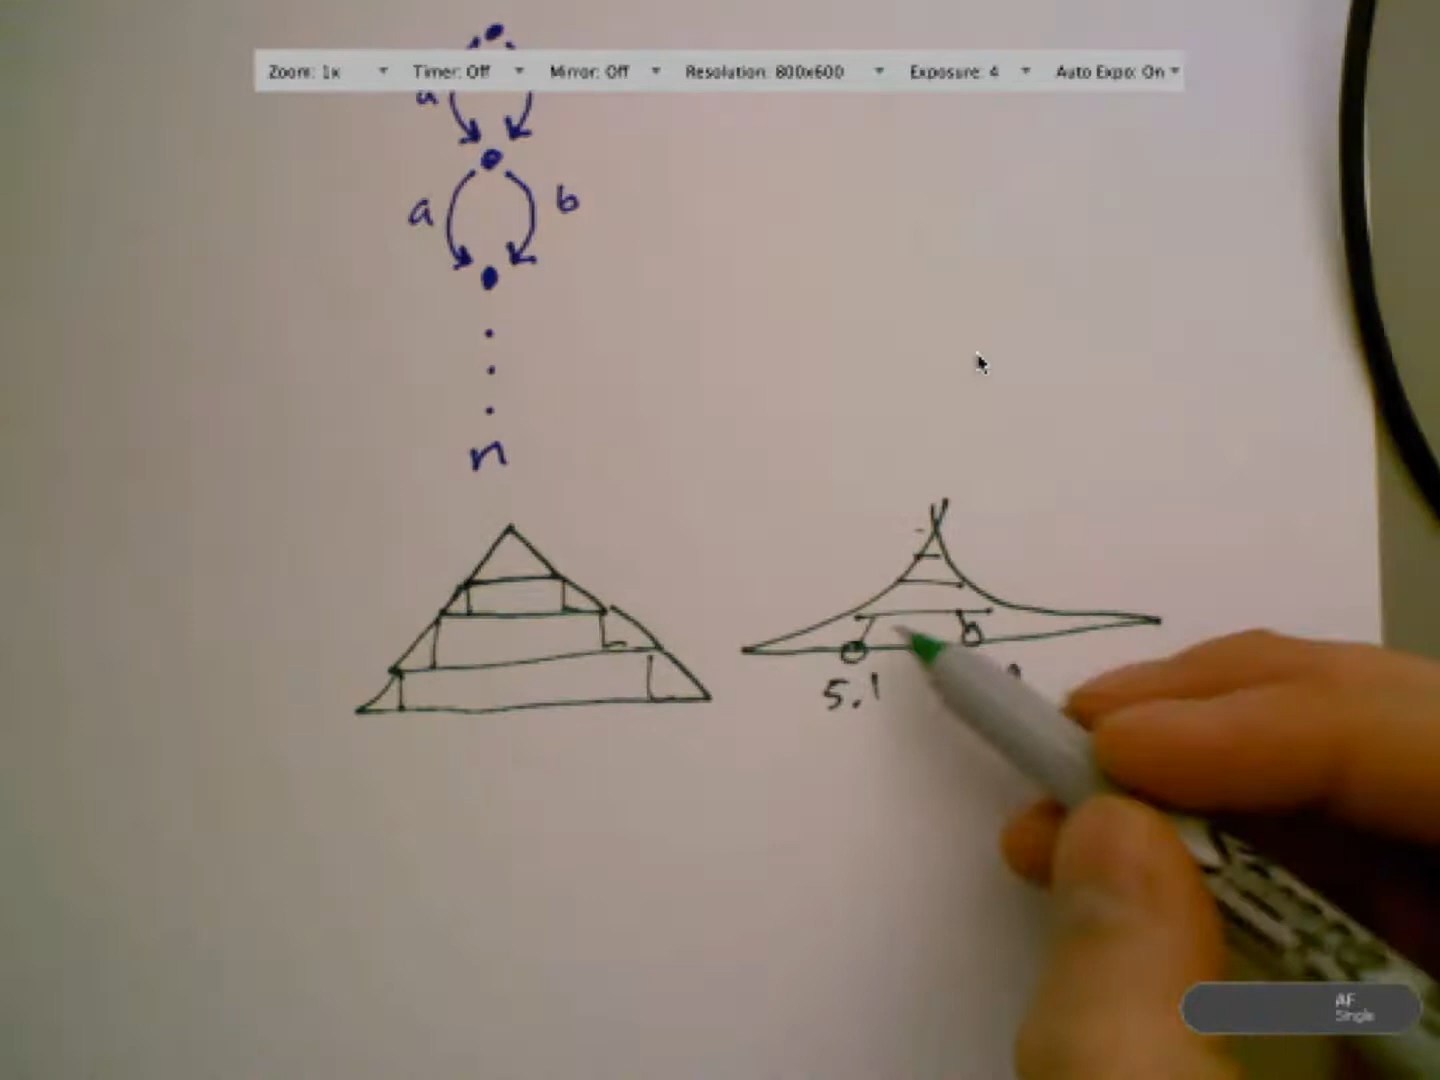 Zoom: 1x Timer: Off Mirror: Off Resolution: 800x600 Exposure: 4 Auto Expo: On
a
a b
n
5.1
AF
Single